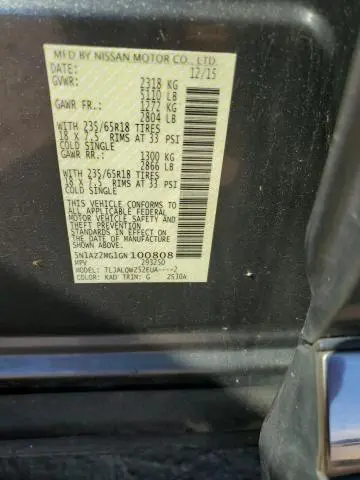 MFD BY NISSAN MOTOR CO., LTD.
DATE: 12/15
GVWR: 2318 KG
5110 LB
GAWR FR.: 1272 KG
2804 LB
WITH 235/65R18 TIRES
18 X 7.5 RIMS AT 33 PSI
COLD SINGLE
GAWR RR.: 1300 KG
2866 LB
WITH 235/65R18 TIRES
18 X 7.5 RIMS AT 33 PSI
COLD SINGLE
THIS VEHICLE CONFORMS TO
ALL APPLICABLE FEDERAL
MOTOR VEHICLE SAFETY AND
THEFT PREVENTION
STANDARDS IN EFFECT ON
THE DATE OF MANUFACTURE
SHOWN ABOVE.
5N1AZ2MG1GN100808
MPV 29325D
MODEL: TLJALQWZ52EUA----2
COLOR: KAD TRIM: G 2510A